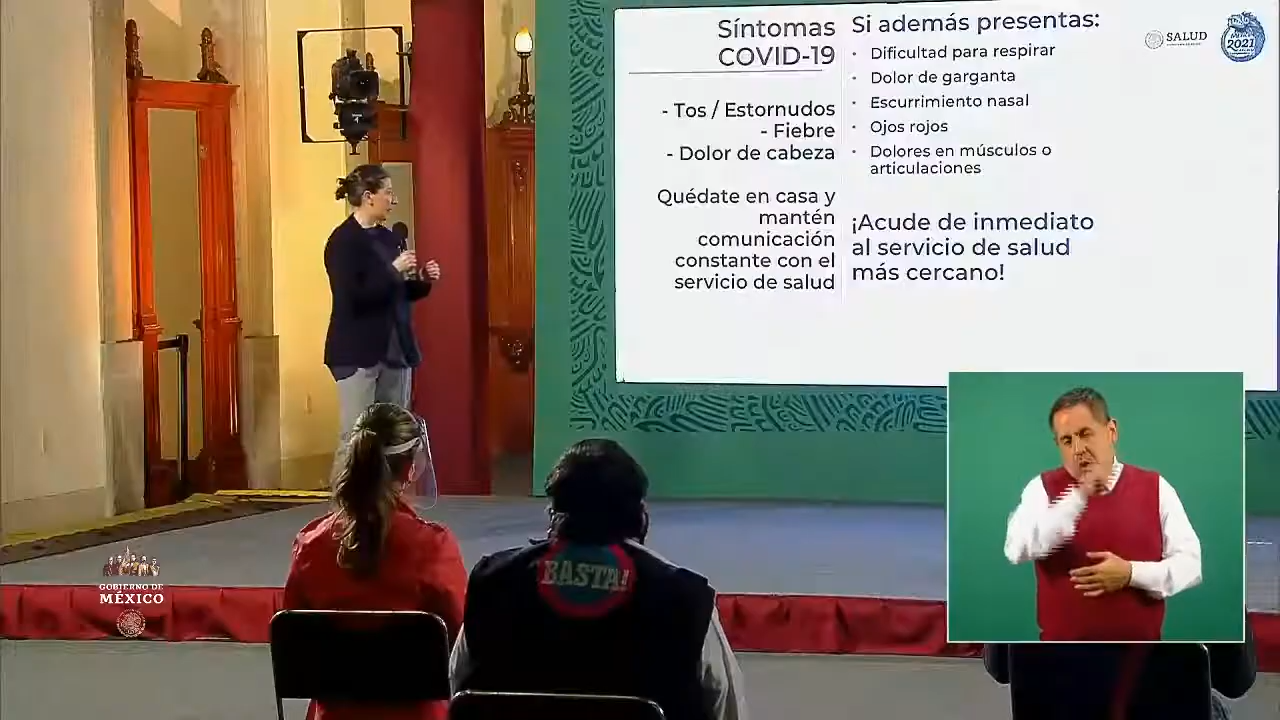 Síntomas
COVID-19
- Tos / Estornudos
- Fiebre
- Dolor de cabeza
Quédate en casa y
mantén
comunicación
constante con el
servicio de salud
Si además presentas:
· Dificultad para respirar
· Dolor de garganta
· Escurrimiento nasal
· Ojos rojos
· Dolores en músculos o
articulaciones
¡Acude de inmediato
al servicio de salud
más cercano!
SALUD
2021
BASTA!
GOBIERNO DE
MÉXICO